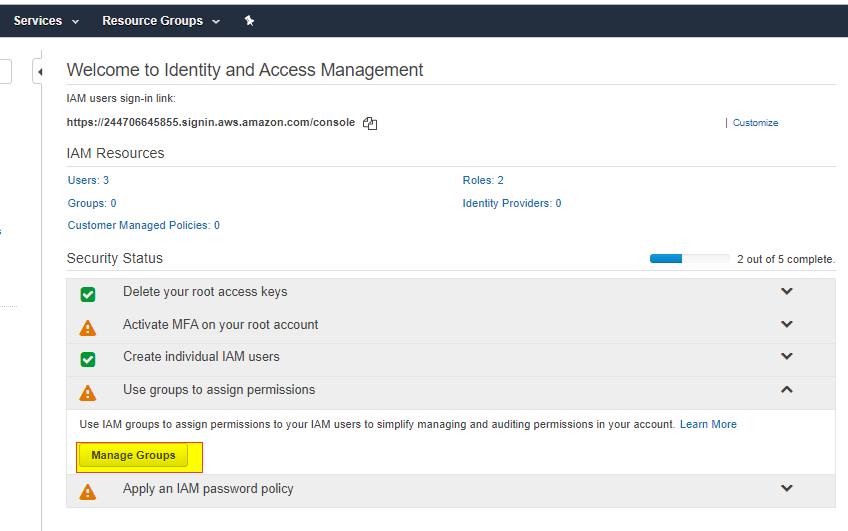 Services Resource Groups
Welcome to Identity and Access Management
IAM users sign-in link:
https://244706645855.signin.aws.amazon.com/console | Customize
IAM Resources
Users: 3 Roles: 2
Groups: 0 Identity Providers: 0
Customer Managed Policies: 0
Security Status 2 out of 5 complete.
Delete your root access keys
Activate MFA on your root account
Create individual IAM users
Use groups to assign permissions
Use IAM groups to assign permissions to your IAM users to simplify managing and auditing permissions in your account. Learn More
Manage Groups
Apply an IAM password policy